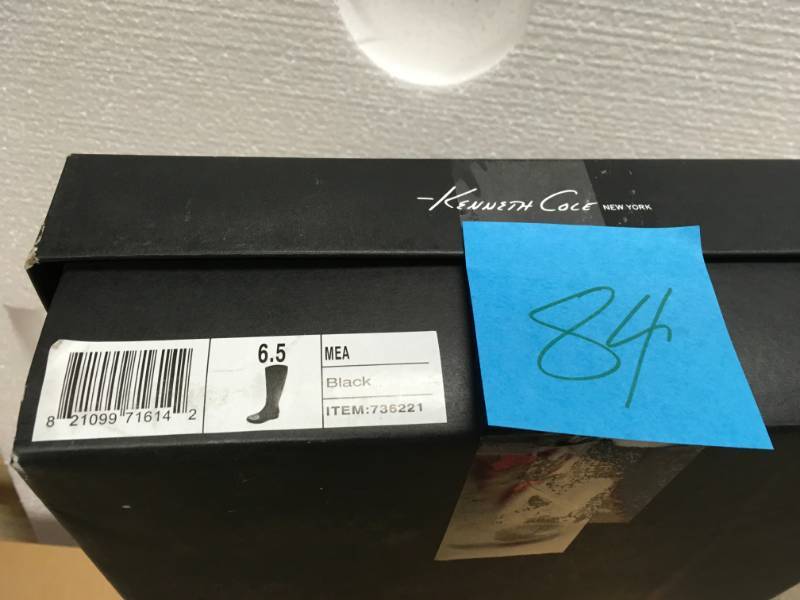 KENNETH COLE NEW YORK
84
6.5
MEA
Black
ITEM:736221
8 21099 71614 2